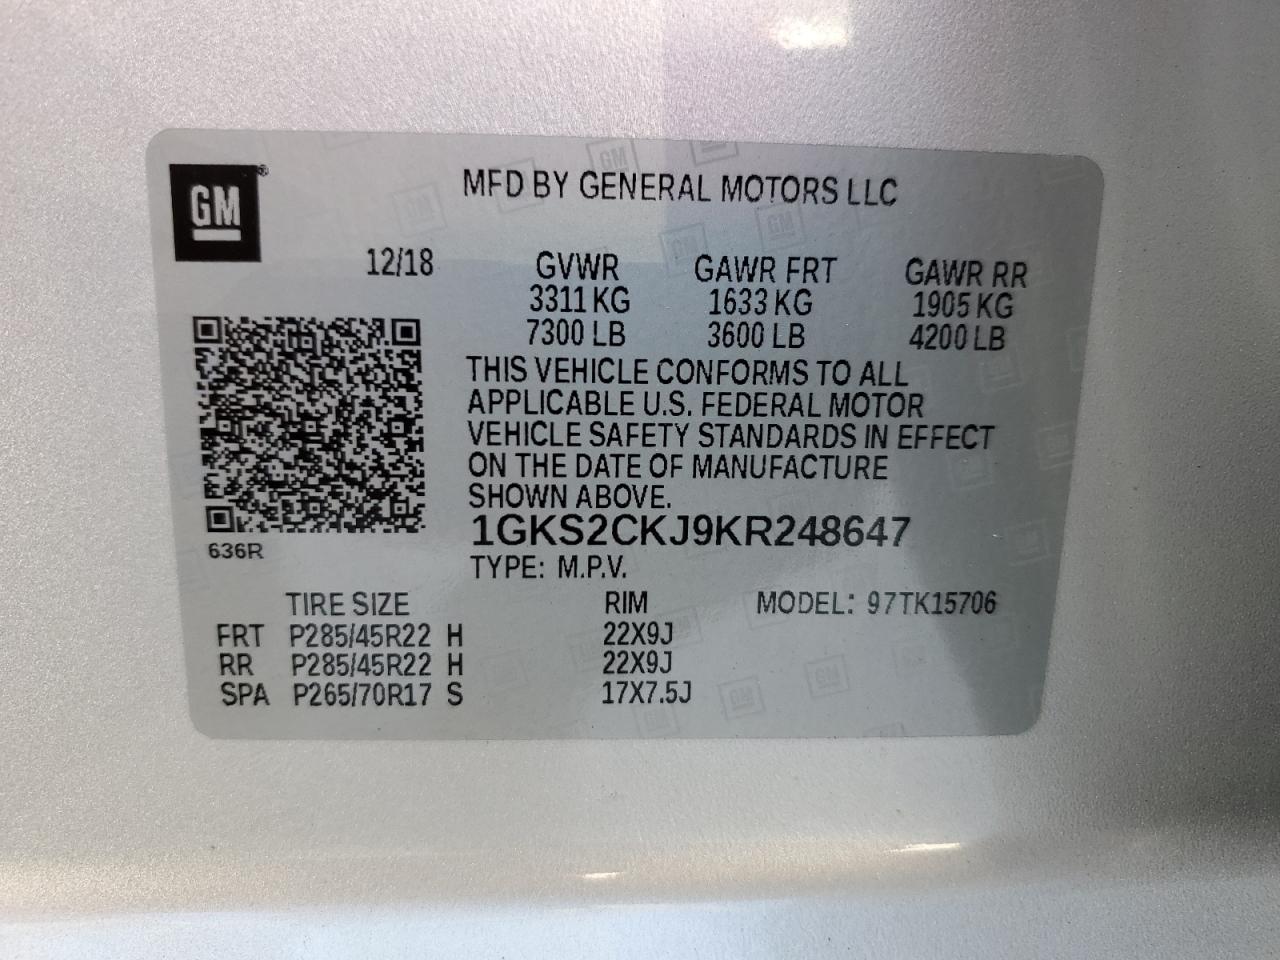 GM®
MFD BY GENERAL MOTORS LLC
12/18 GVWR GAWR FRT GAWR RR
3311 KG 1633 KG 1905 KG
7300 LB 3600 LB 4200 LB
THIS VEHICLE CONFORMS TO ALL
APPLICABLE U.S. FEDERAL MOTOR
VEHICLE SAFETY STANDARDS IN EFFECT
ON THE DATE OF MANUFACTURE
SHOWN ABOVE.
1GKS2CKJ9KR248647
636R
TYPE: M.P.V.
TIRE SIZE RIM MODEL: 97TK15706
FRT P285/45R22 H 22X9J
RR P285/45R22 H 22X9J
SPA P265/70R17 S 17X7.5J